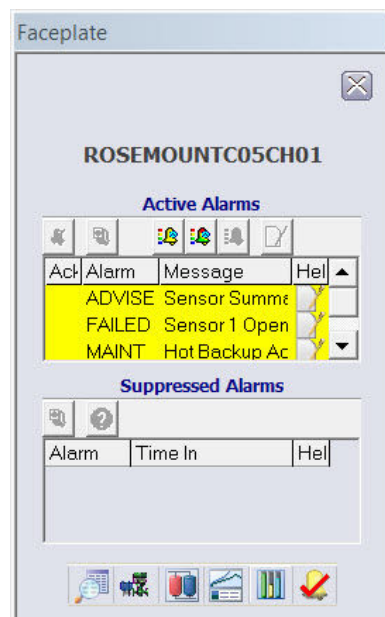 Faceplate
ROSEMOUNTC05CH01
Active Alarms
Ack Alarm Message Hel
ADVISE Sensor Summa
FAILED Sensor 1 Open
MAINT Hot Backup Ac
Suppressed Alarms
Alarm Time In Hel